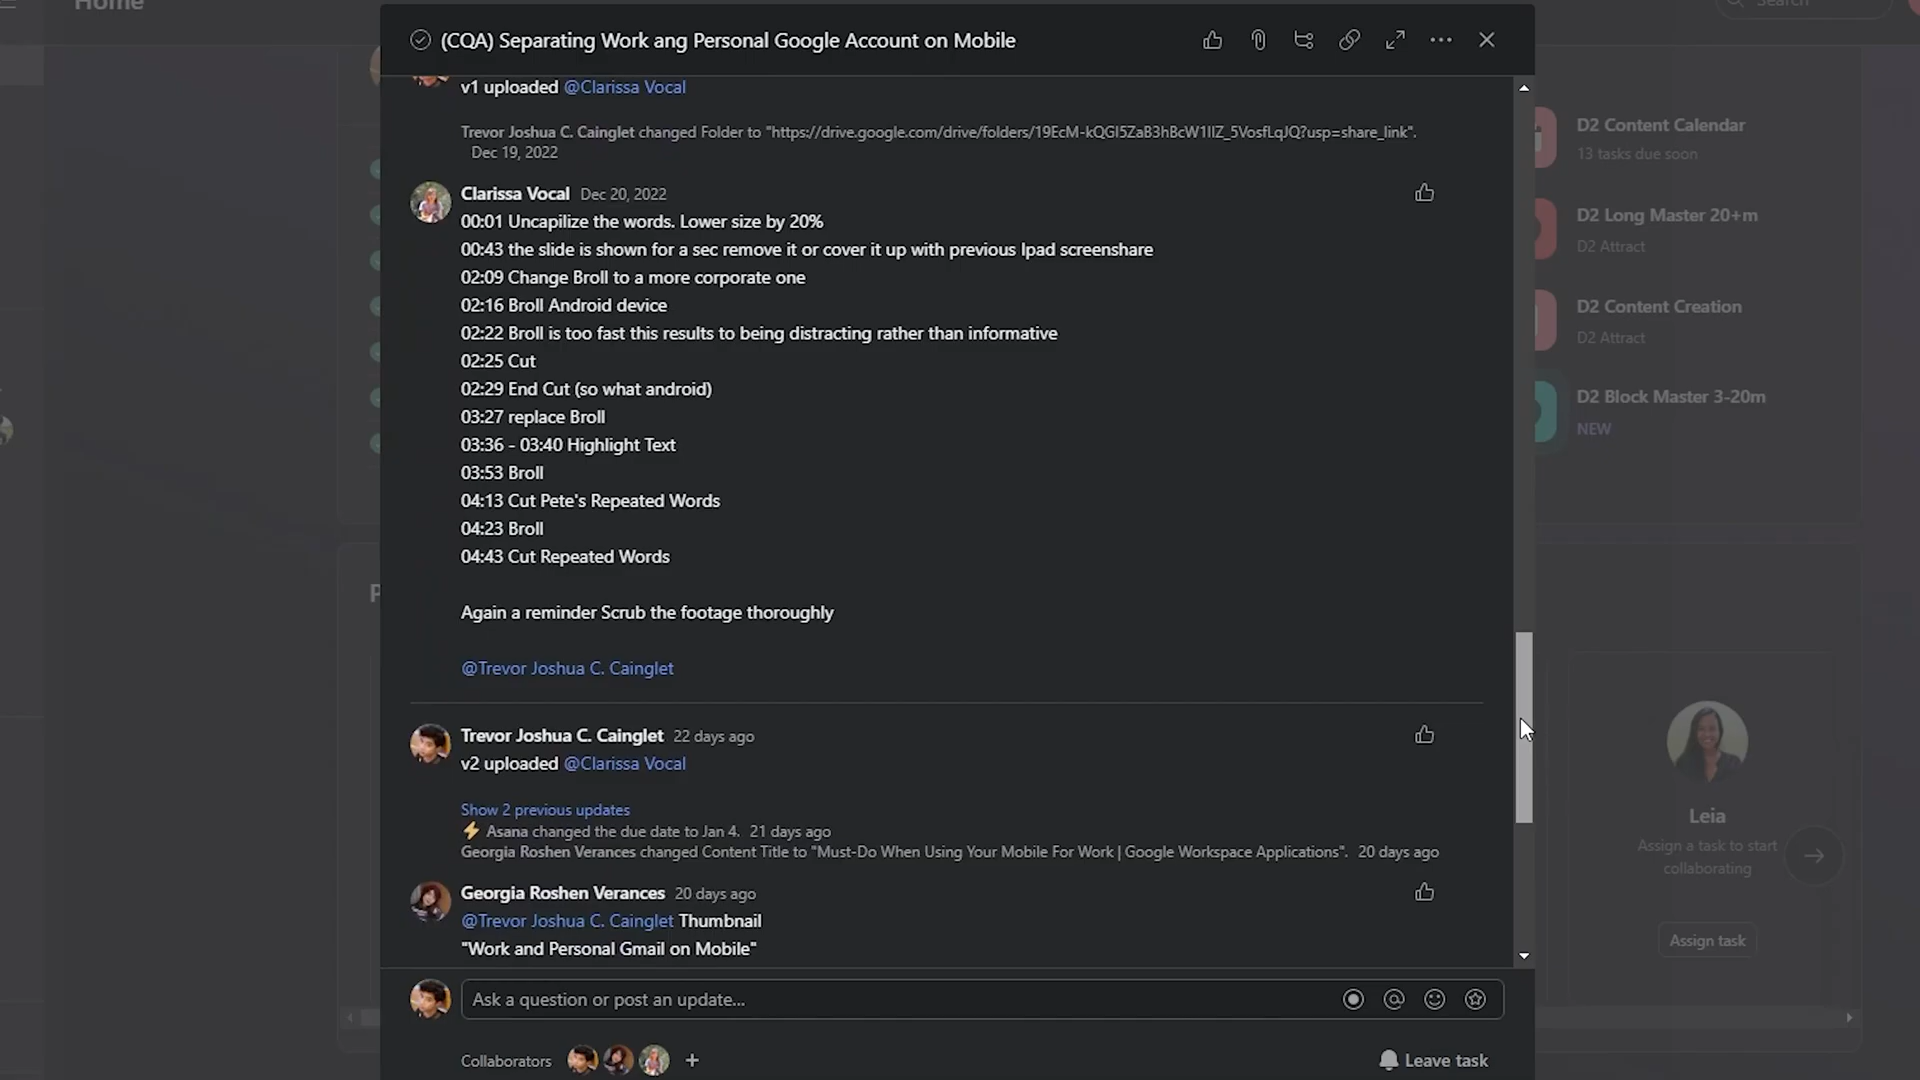 Home
Search
(CQA) Separating Work ang Personal Google Account on Mobile
v1 uploaded @Clarissa Vocal
Trevor Joshua C. Cainglet changed Folder to "https://drive.google.com/drive/folders/19EcM-kQGI5ZaB3hBcW1IIZ_5VosfLqJQ?usp=share_link".
Dec 19, 2022
Clarissa Vocal Dec 20, 2022
00:01 Uncapilize the words. Lower size by 20%
00:43 the slide is shown for a sec remove it or cover it up with previous Ipad screenshare
02:09 Change Broll to a more corporate one
02:16 Broll Android device
02:22 Broll is too fast this results to being distracting rather than informative
02:25 Cut
02:29 End Cut (so what android)
03:27 replace Broll
03:36 - 03:40 Highlight Text
03:53 Broll
04:13 Cut Pete's Repeated Words
04:23 Broll
04:43 Cut Repeated Words
Again a reminder Scrub the footage thoroughly
@Trevor Joshua C. Cainglet
Trevor Joshua C. Cainglet 22 days ago
v2 uploaded @Clarissa Vocal
Show 2 previous updates
Asana changed the due date to Jan 4. 21 days ago
Georgia Roshen Verances changed Content Title to "Must-Do When Using Your Mobile For Work | Google Workspace Applications". 20 days ago
Georgia Roshen Verances 20 days ago
@Trevor Joshua C. Cainglet Thumbnail
"Work and Personal Gmail on Mobile"
Ask a question or post an update...
Collaborators
Leave task
D2 Content Calendar
13 tasks due soon
D2 Long Master 20+m
D2 Attract
D2 Content Creation
D2 Attract
D2 Block Master 3-20m
NEW
Leia
Assign a task to start
collaborating
Assign task